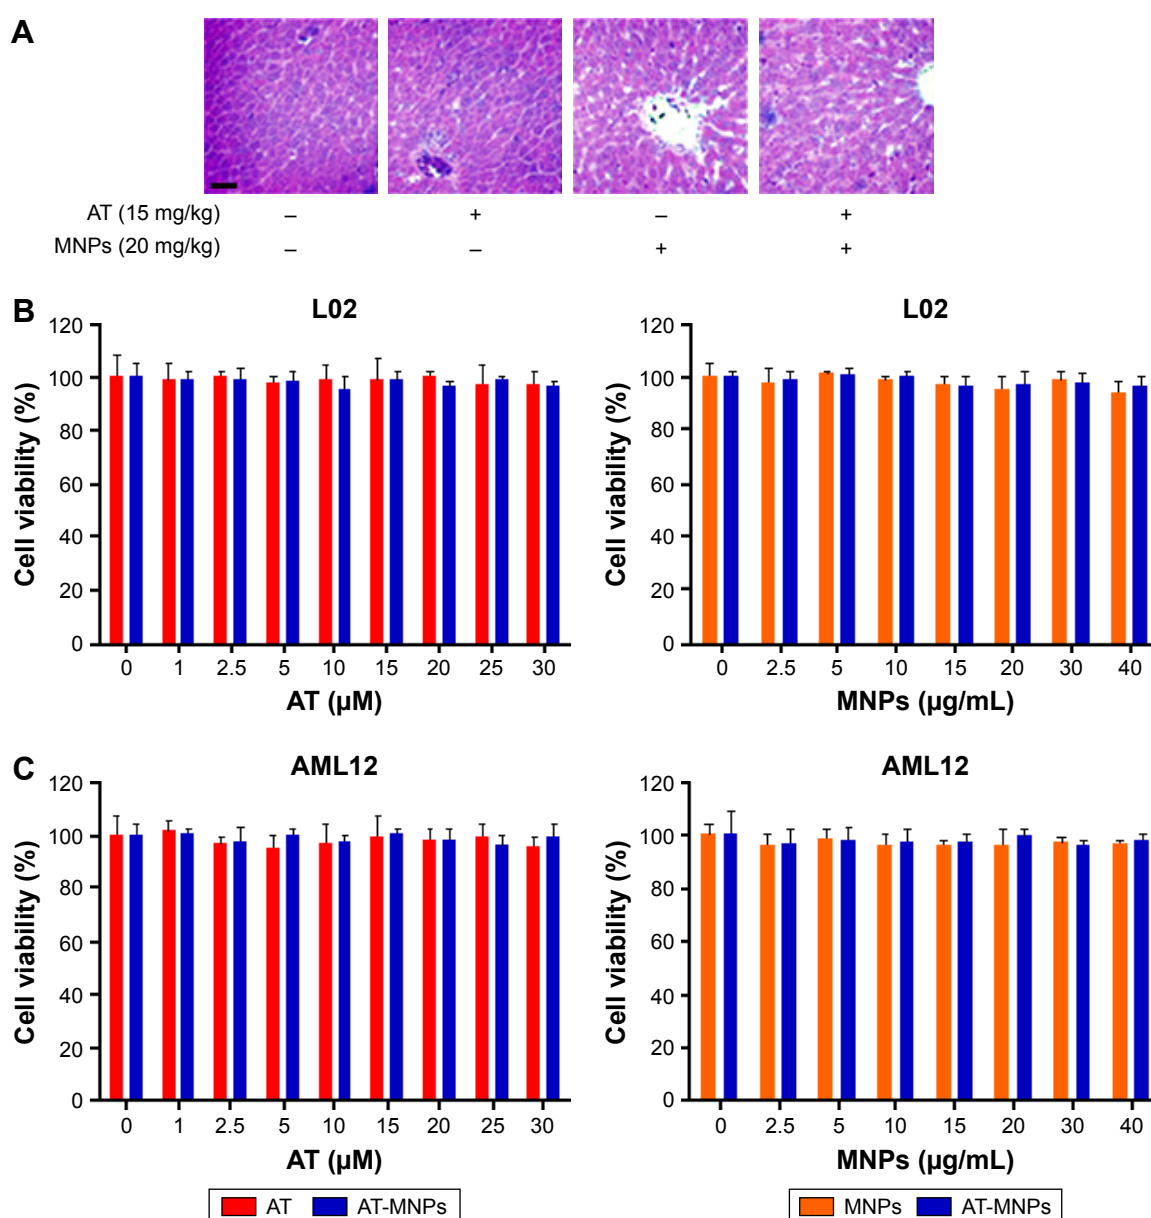 A
AT (15 mg/kg) – + – +
MNPs (20 mg/kg) – – + +
B
L02
120
100
80
60
40
20
0
Cell viability (%)
0 1 2.5 5 10 15 20 25 30
AT (µM)
L02
120
100
80
60
40
20
0
Cell viability (%)
0 2.5 5 10 15 20 30 40
MNPs (µg/mL)
C
AML12
120
100
80
60
40
20
0
Cell viability (%)
0 1 2.5 5 10 15 20 25 30
AT (µM)
AT AT-MNPs
AML12
120
100
80
60
40
20
0
Cell viability (%)
0 2.5 5 10 15 20 30 40
MNPs (µg/mL)
MNPs AT-MNPs